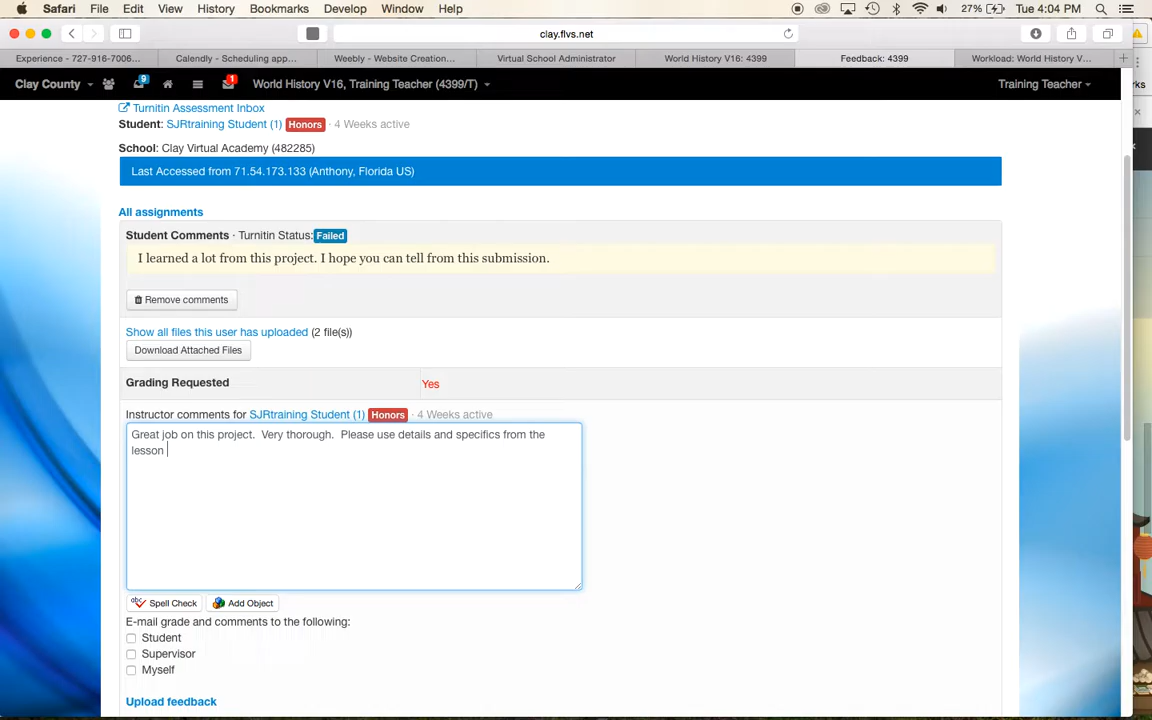 Safari File Edit View History Bookmarks Develop Window Help 27% Tue 4:04 PM
clay.flvs.net
Experience - 727-916-7006... Calendly - Scheduling app... Weebly - Website Creation... Virtual School Administrator World History V16: 4399 Feedback: 4399 Workload: World History V... +
Clay County 9 1 World History V16, Training Teacher (4399/T) Training Teacher
rks
Turnitin Assessment Inbox
Student: SJRtraining Student (1) Honors · 4 Weeks active
School: Clay Virtual Academy (482285)
Last Accessed from 71.54.173.133 (Anthony, Florida US)
All assignments
Student Comments · Turnitin Status: Failed
I learned a lot from this project. I hope you can tell from this submission.
Remove comments
Show all files this user has uploaded (2 file(s))
Download Attached Files
Grading Requested Yes
Instructor comments for SJRtraining Student (1) Honors · 4 Weeks active
Great job on this project. Very thorough. Please use details and specifics from the
lesson
abc Spell Check Add Object
E-mail grade and comments to the following:
Student
Supervisor
Myself
Upload feedback